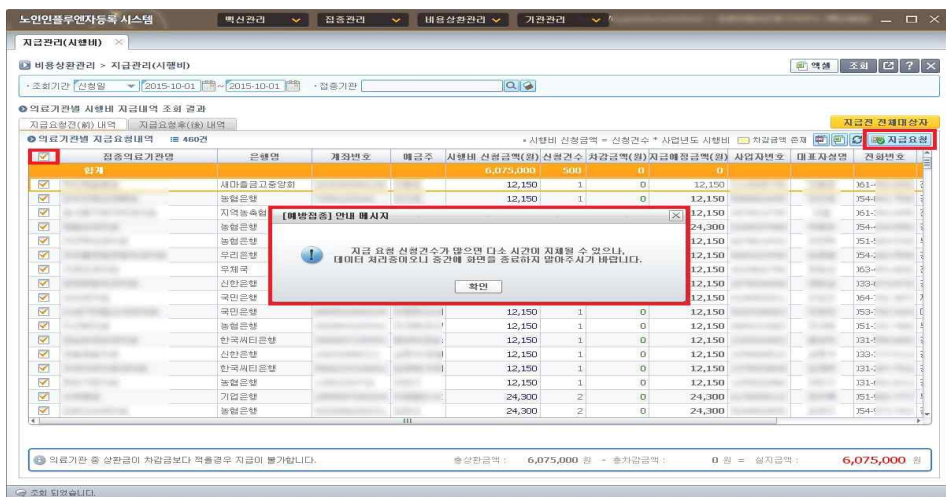 노인인플루엔자등록 시스템 백신관리 접종관리 비용상환관리 기관관리
지급관리(시행비)
비용상환관리 > 지급관리(시행비) 엑셀 조회
조회기간 신청일 2015-10-01 ~ 2015-10-01 접종기관
의료기관별 시행비 지급내역 조회 결과
지급요청전(前) 내역 지급요청후(後) 내역 지급전 전체대상자
의료기관별 지급요청내역 460건 시행비 신청금액 = 신청건수 * 사업년도 시행비 차감금액 존재 지급요청
접종의료기관명 은행명 계좌번호 예금주 시행비 신청금액(원) 신청건수 차감금액(원) 지급예정금액(원) 사업자번호 대표자성명 전화번호
합계 6,075,000 500 0 0
새마을금고중앙회 12,150 1 0 12,150
농협은행 12,150 1 0 12,150
지역농축협 12,150
농협은행 24,300
농협은행 12,150
우리은행 12,150
우체국 12,150
신한은행 12,150
국민은행 12,150
[예방접종] 안내 메시지
지급 요청 신청건수가 많으면 다소 시간이 지체될 수 있으나,
데이터 처리중이오니 중간에 화면을 종료하지 말아주시기 바랍니다.
확인
국민은행 12,150 1 0 12,150
농협은행 12,150 1 0 12,150
한국씨티은행 12,150 1 0 12,150
신한은행 12,150 1 0 12,150
한국씨티은행 12,150 1 0 12,150
농협은행 12,150 1 0 12,150
기업은행 24,300 2 0 24,300
농협은행 24,300 2 0 24,300
의료기관 중 상환금이 차감금보다 적을경우 지급이 불가합니다. 총상환금액 : 6,075,000 원 - 총차감금액 : 0 원 = 실지급액 : 6,075,000 원
조회 되었습니다.